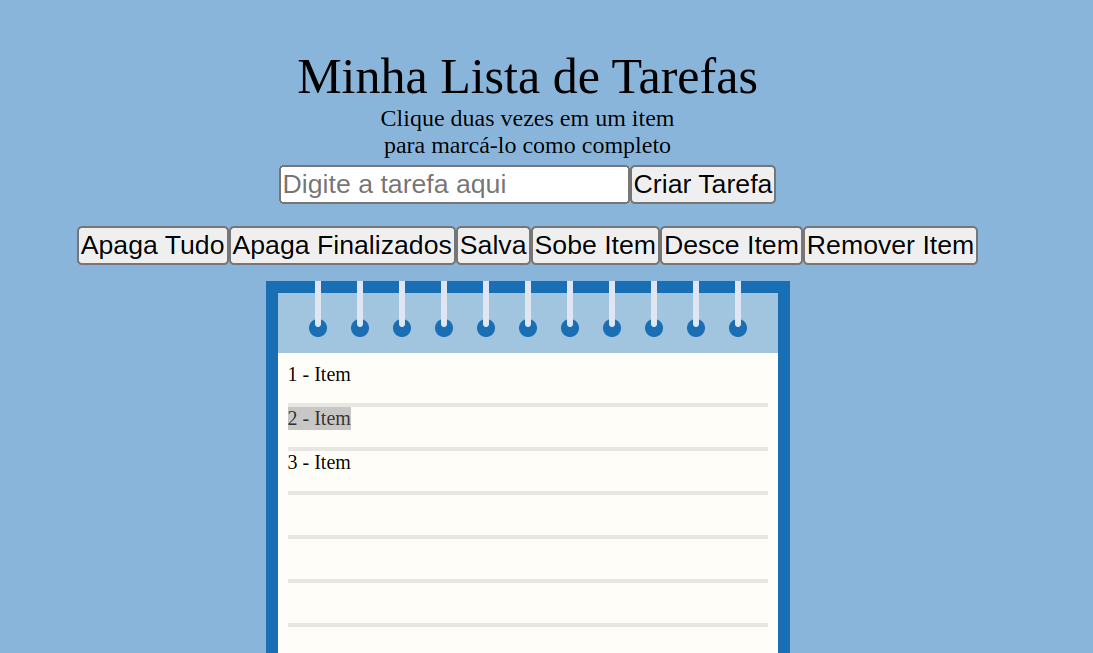 Minha Lista de Tarefas
Clique duas vezes em um item
para marcá-lo como completo
Digite a tarefa aqui Criar Tarefa
Apaga Tudo Apaga Finalizados Salva Sobe Item Desce Item Remover Item
1 - Item
2 - Item
3 - Item